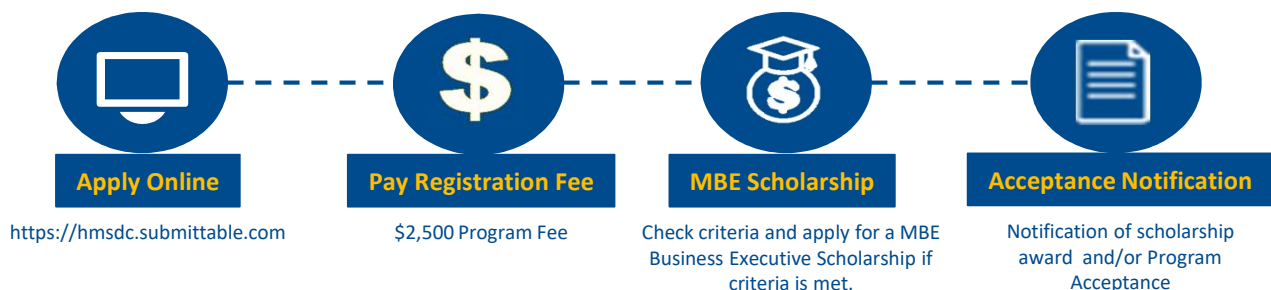 $
$
Apply Online
Pay Registration Fee
MBE Scholarship
Acceptance Notification
https://hmsdc.submittable.com
$2,500 Program Fee
Check criteria and apply for a MBE
Business Executive Scholarship if
criteria is met.
Notification of scholarship
award  and/or Program
Acceptance